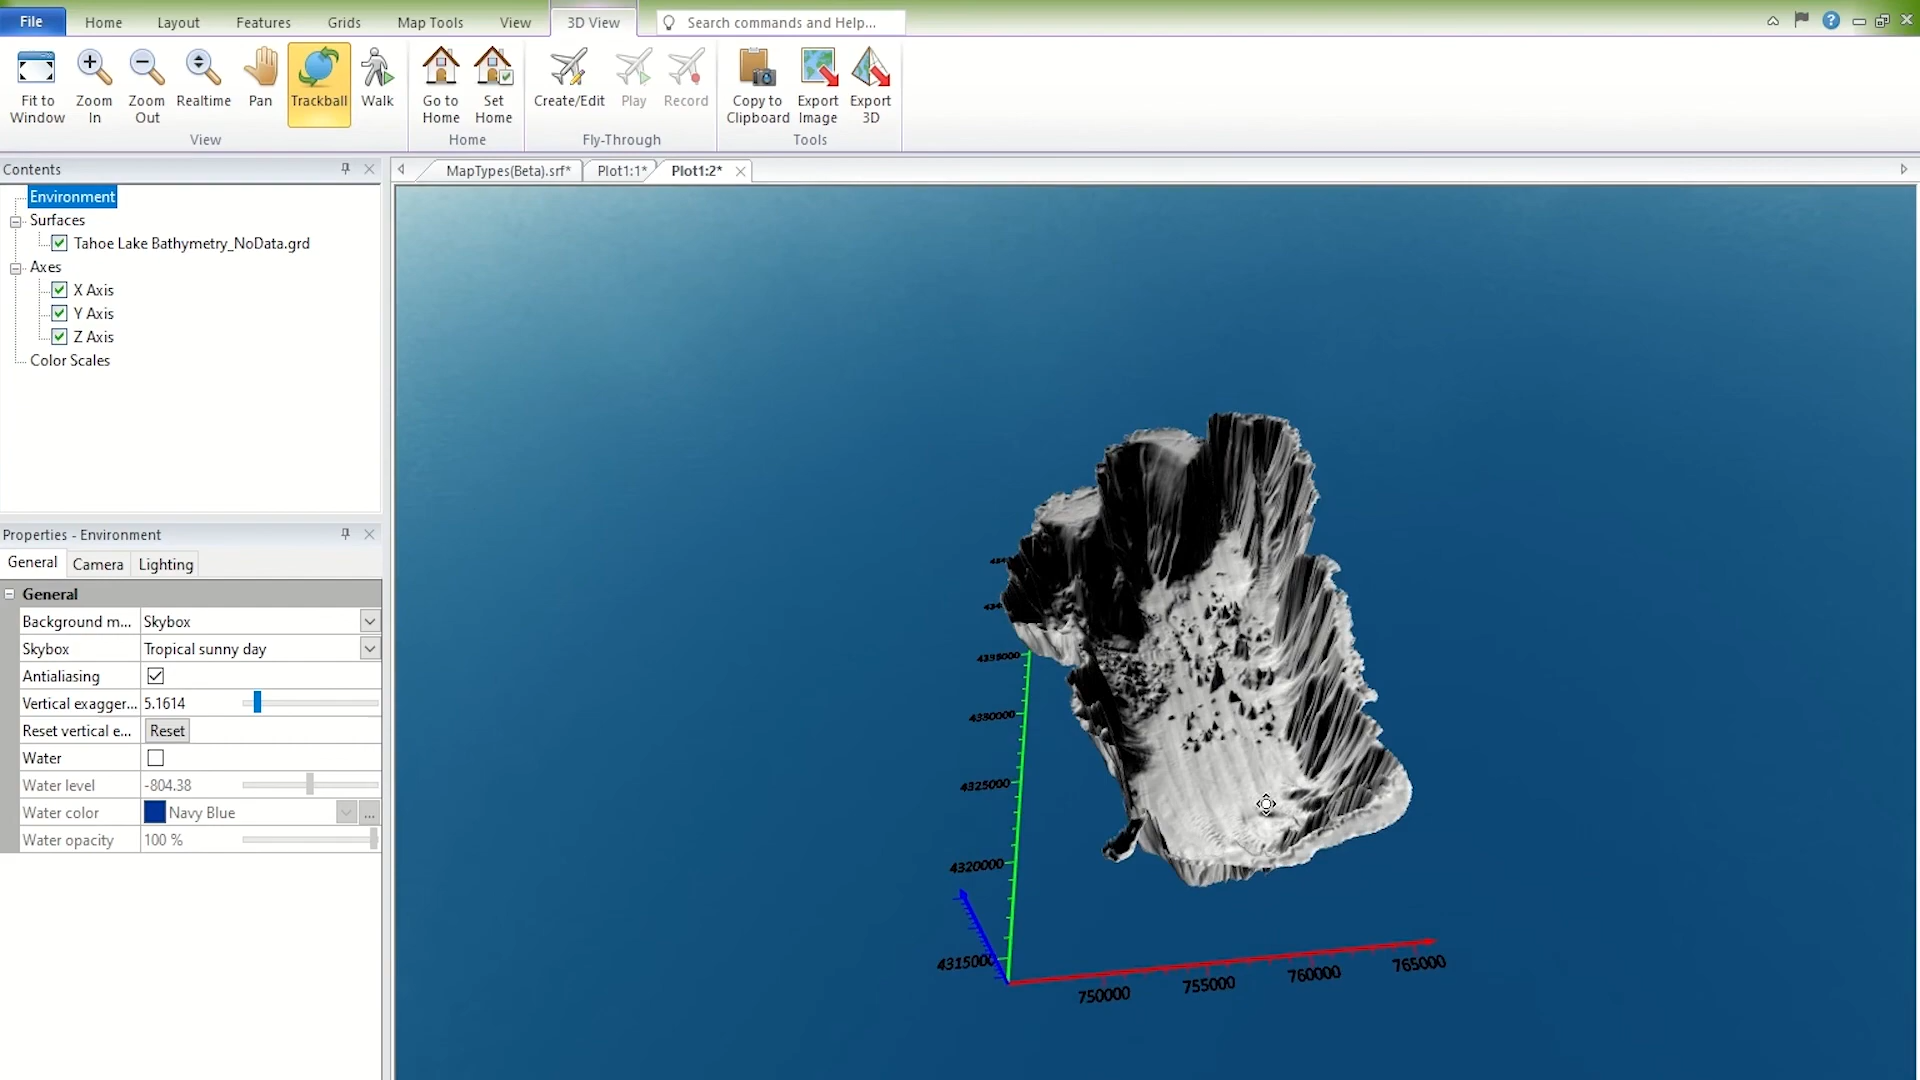 File Home Layout Features Grids Map Tools View 3D View Search commands and Help...
Fit to Window Zoom In Zoom Out Realtime Pan Trackball Walk Go to Home Set Home Create/Edit Play Record Copy to Clipboard Export Image Export 3D
View Home Fly-Through Tools
Contents
MapTypes(Beta).srf* Plot1:1* Plot1:2*
Environment
Surfaces
Tahoe Lake Bathymetry_NoData.grd
Axes
X Axis
Y Axis
Z Axis
Color Scales
Properties - Environment
General Camera Lighting
General
Background m... Skybox
Skybox Tropical sunny day
Antialiasing
Vertical exagger... 5.1614
Reset vertical e... Reset
Water
Water level -804.38
Water color Navy Blue ...
Water opacity 100 %
4335000
4330000
4325000
4320000
4315000
750000 755000 760000 765000